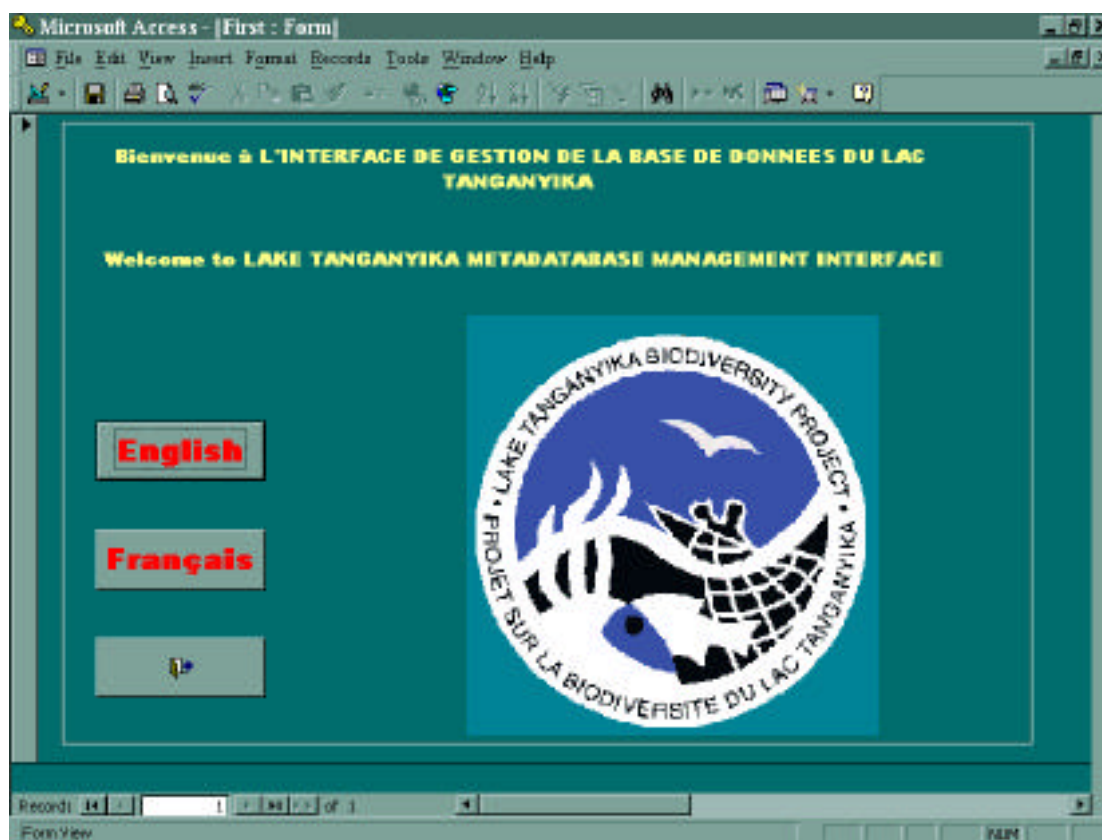 Microsoft Access - [First : Form]
File Edit View Insert Format Records Tools Window Help
Bienvenue à L'INTERFACE DE GESTION DE LA BASE DE DONNEES DU LAC
TANGANYIKA
Welcome to LAKE TANGANYIKA METADATABASE MANAGEMENT INTERFACE
• LAKE TANGANYIKA BIODIVERSITY PROJECT •
PROJET SUR LA BIODIVERSITE DU LAC TANGANYIKA
English
Français
Record: 1 of 1
Form View
NUM